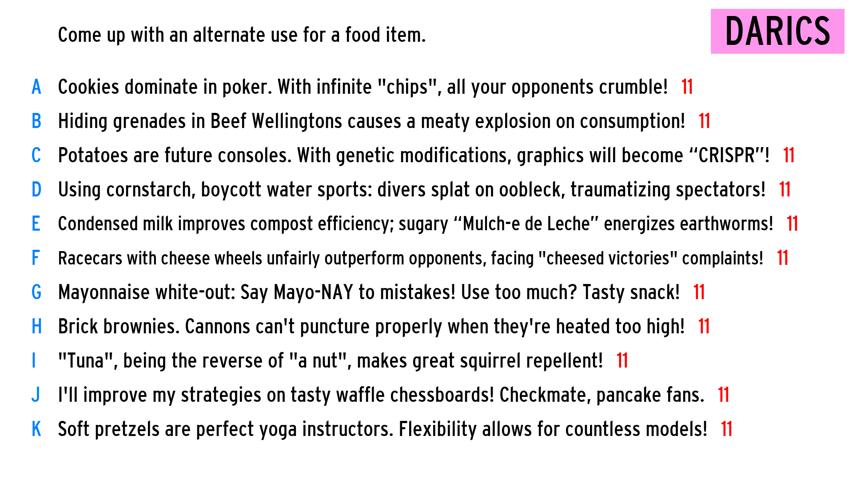 Come up with an alternate use for a food item.
DARICS
A Cookies dominate in poker. With infinite "chips", all your opponents crumble! 11
B Hiding grenades in Beef Wellingtons causes a meaty explosion on consumption! 11
C Potatoes are future consoles. With genetic modifications, graphics will become “CRISPR”! 11
D Using cornstarch, boycott water sports: divers splat on oobleck, traumatizing spectators! 11
E Condensed milk improves compost efficiency; sugary “Mulch-e de Leche” energizes earthworms! 11
F Racecars with cheese wheels unfairly outperform opponents, facing "cheesed victories" complaints! 11
G Mayonnaise white-out: Say Mayo-NAY to mistakes! Use too much? Tasty snack! 11
H Brick brownies. Cannons can't puncture properly when they're heated too high! 11
I "Tuna", being the reverse of "a nut", makes great squirrel repellent! 11
J I'll improve my strategies on tasty waffle chessboards! Checkmate, pancake fans. 11
K Soft pretzels are perfect yoga instructors. Flexibility allows for countless models! 11